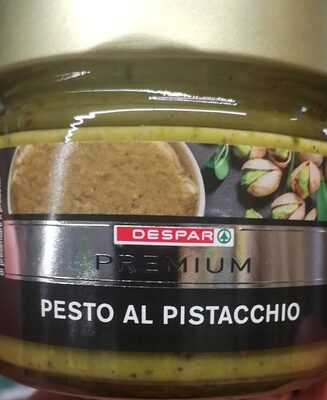 DESPAR
PREMIUM
PESTO AL PISTACCHIO